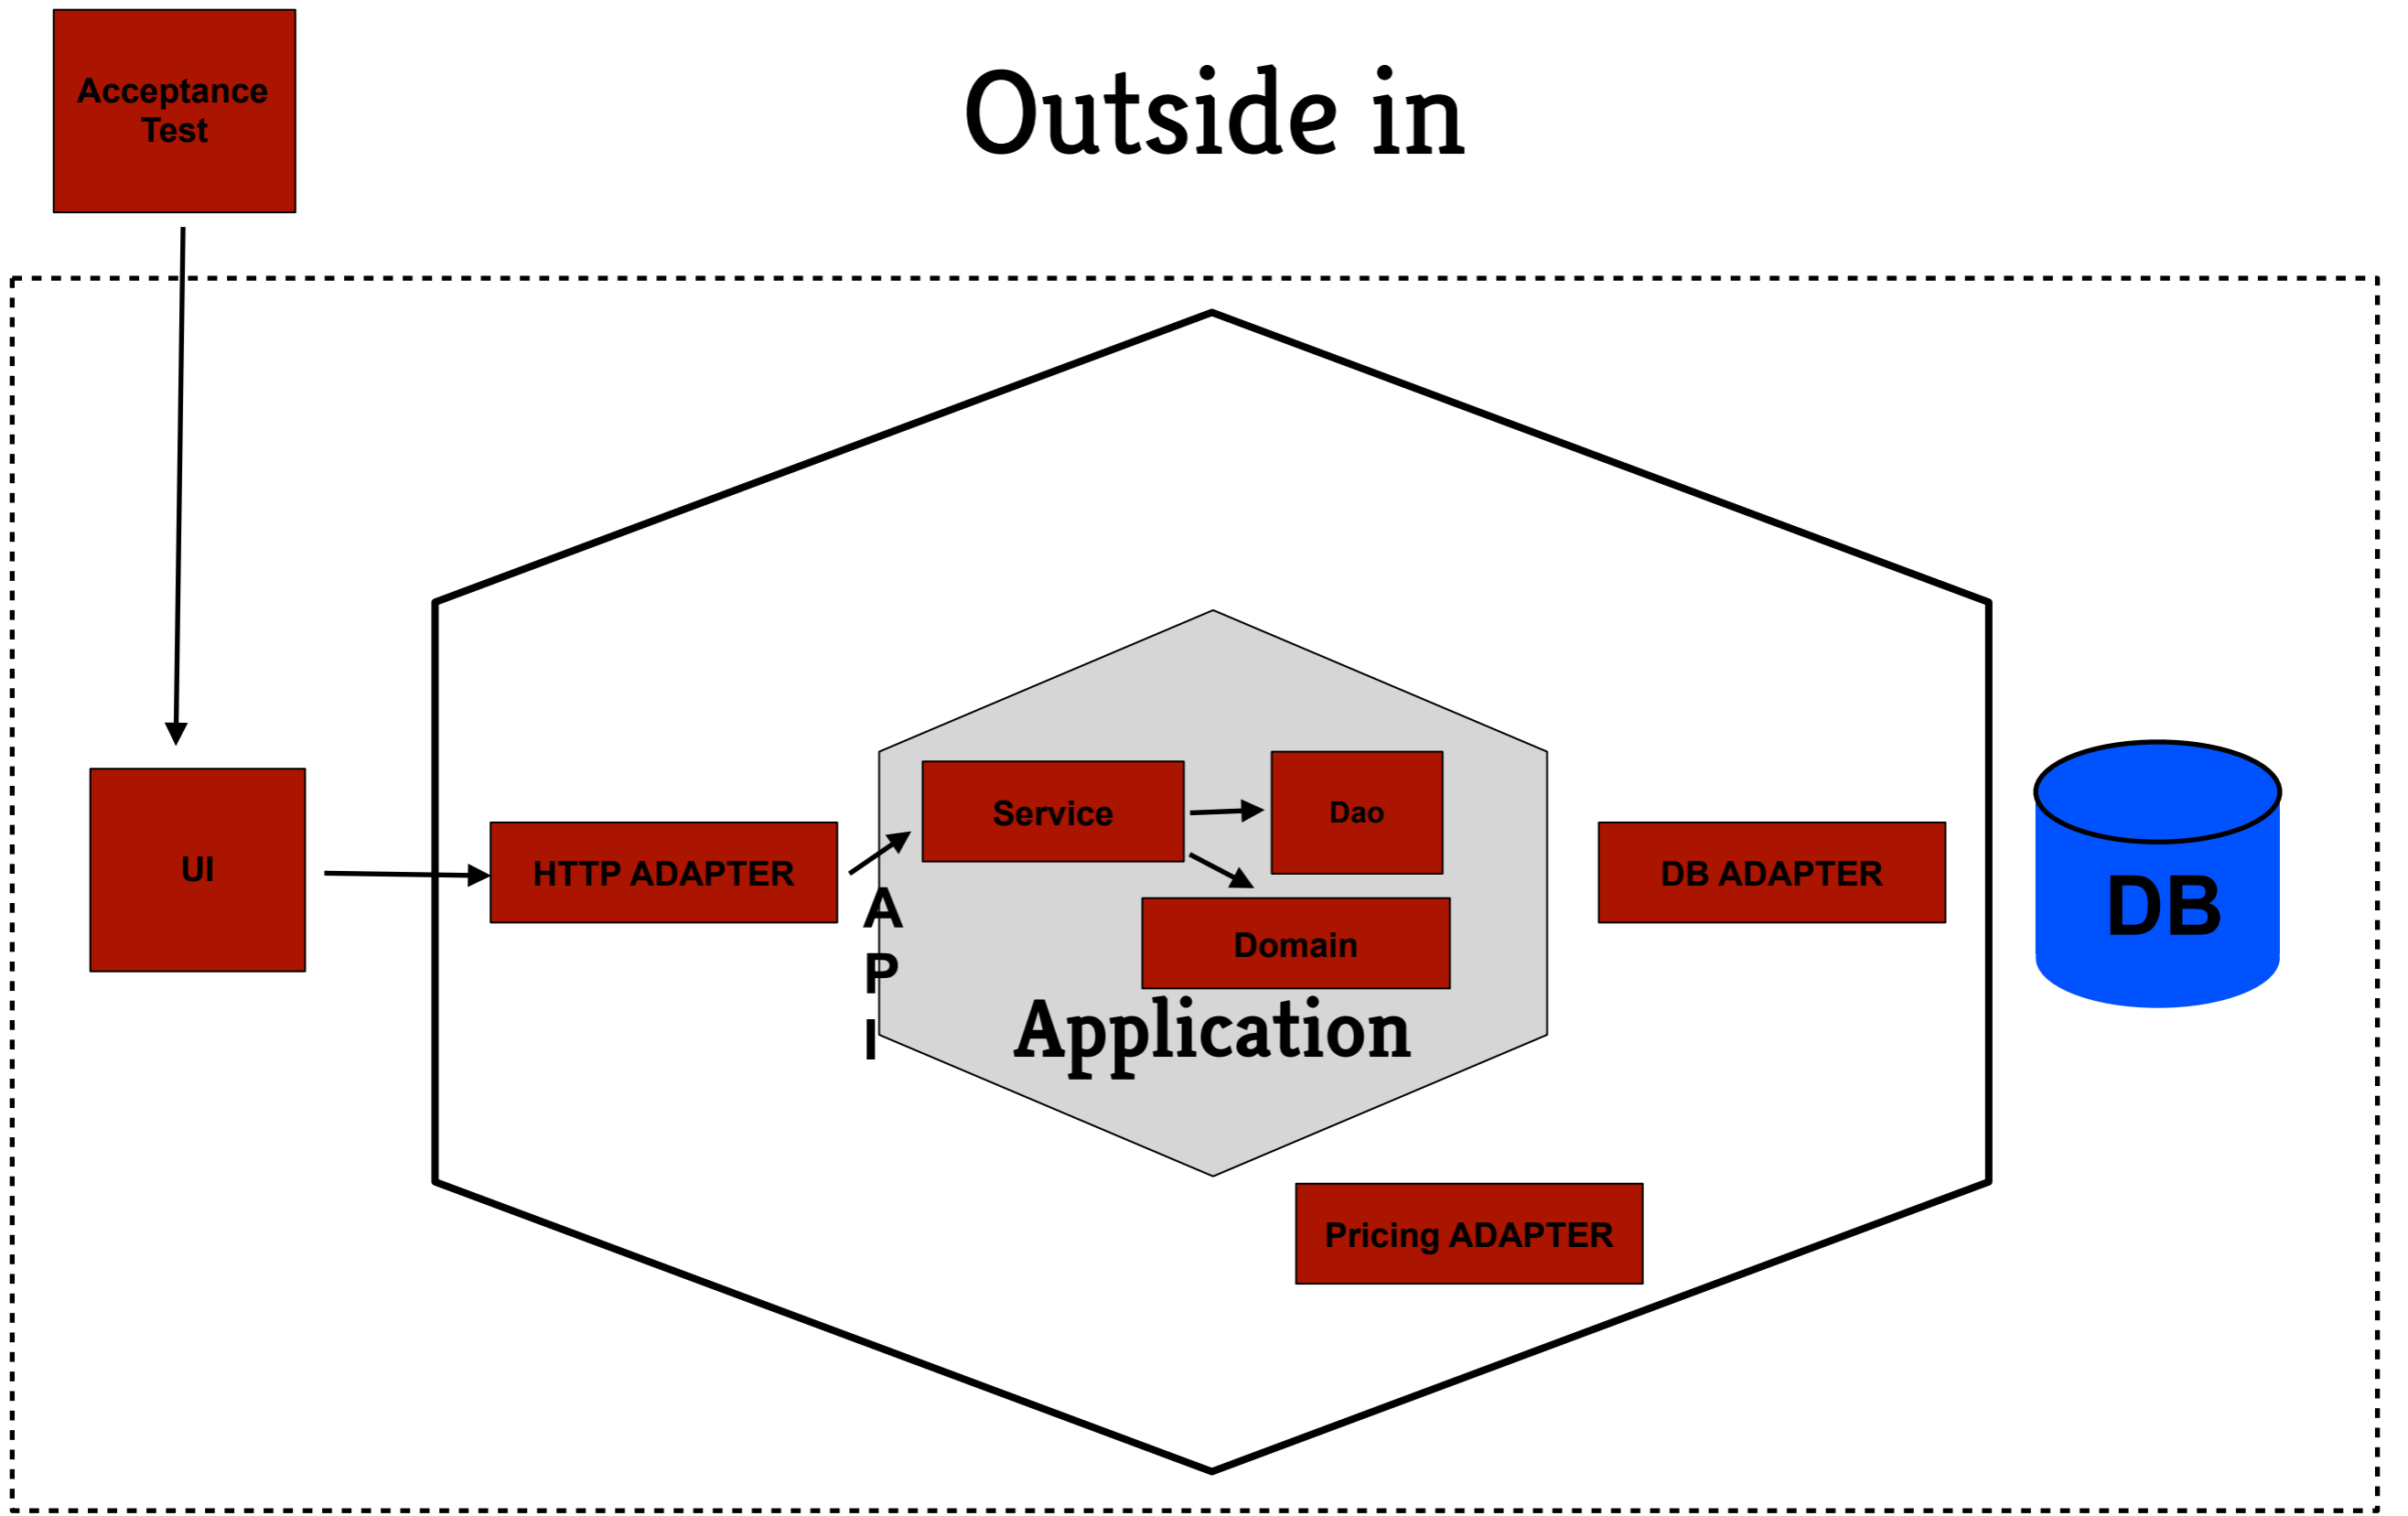 Acceptance
Test
Outside in
UI
HTTP ADAPTER
A
P
I
Service
Dao
Domain
Application
DB ADAPTER
DB
Pricing ADAPTER